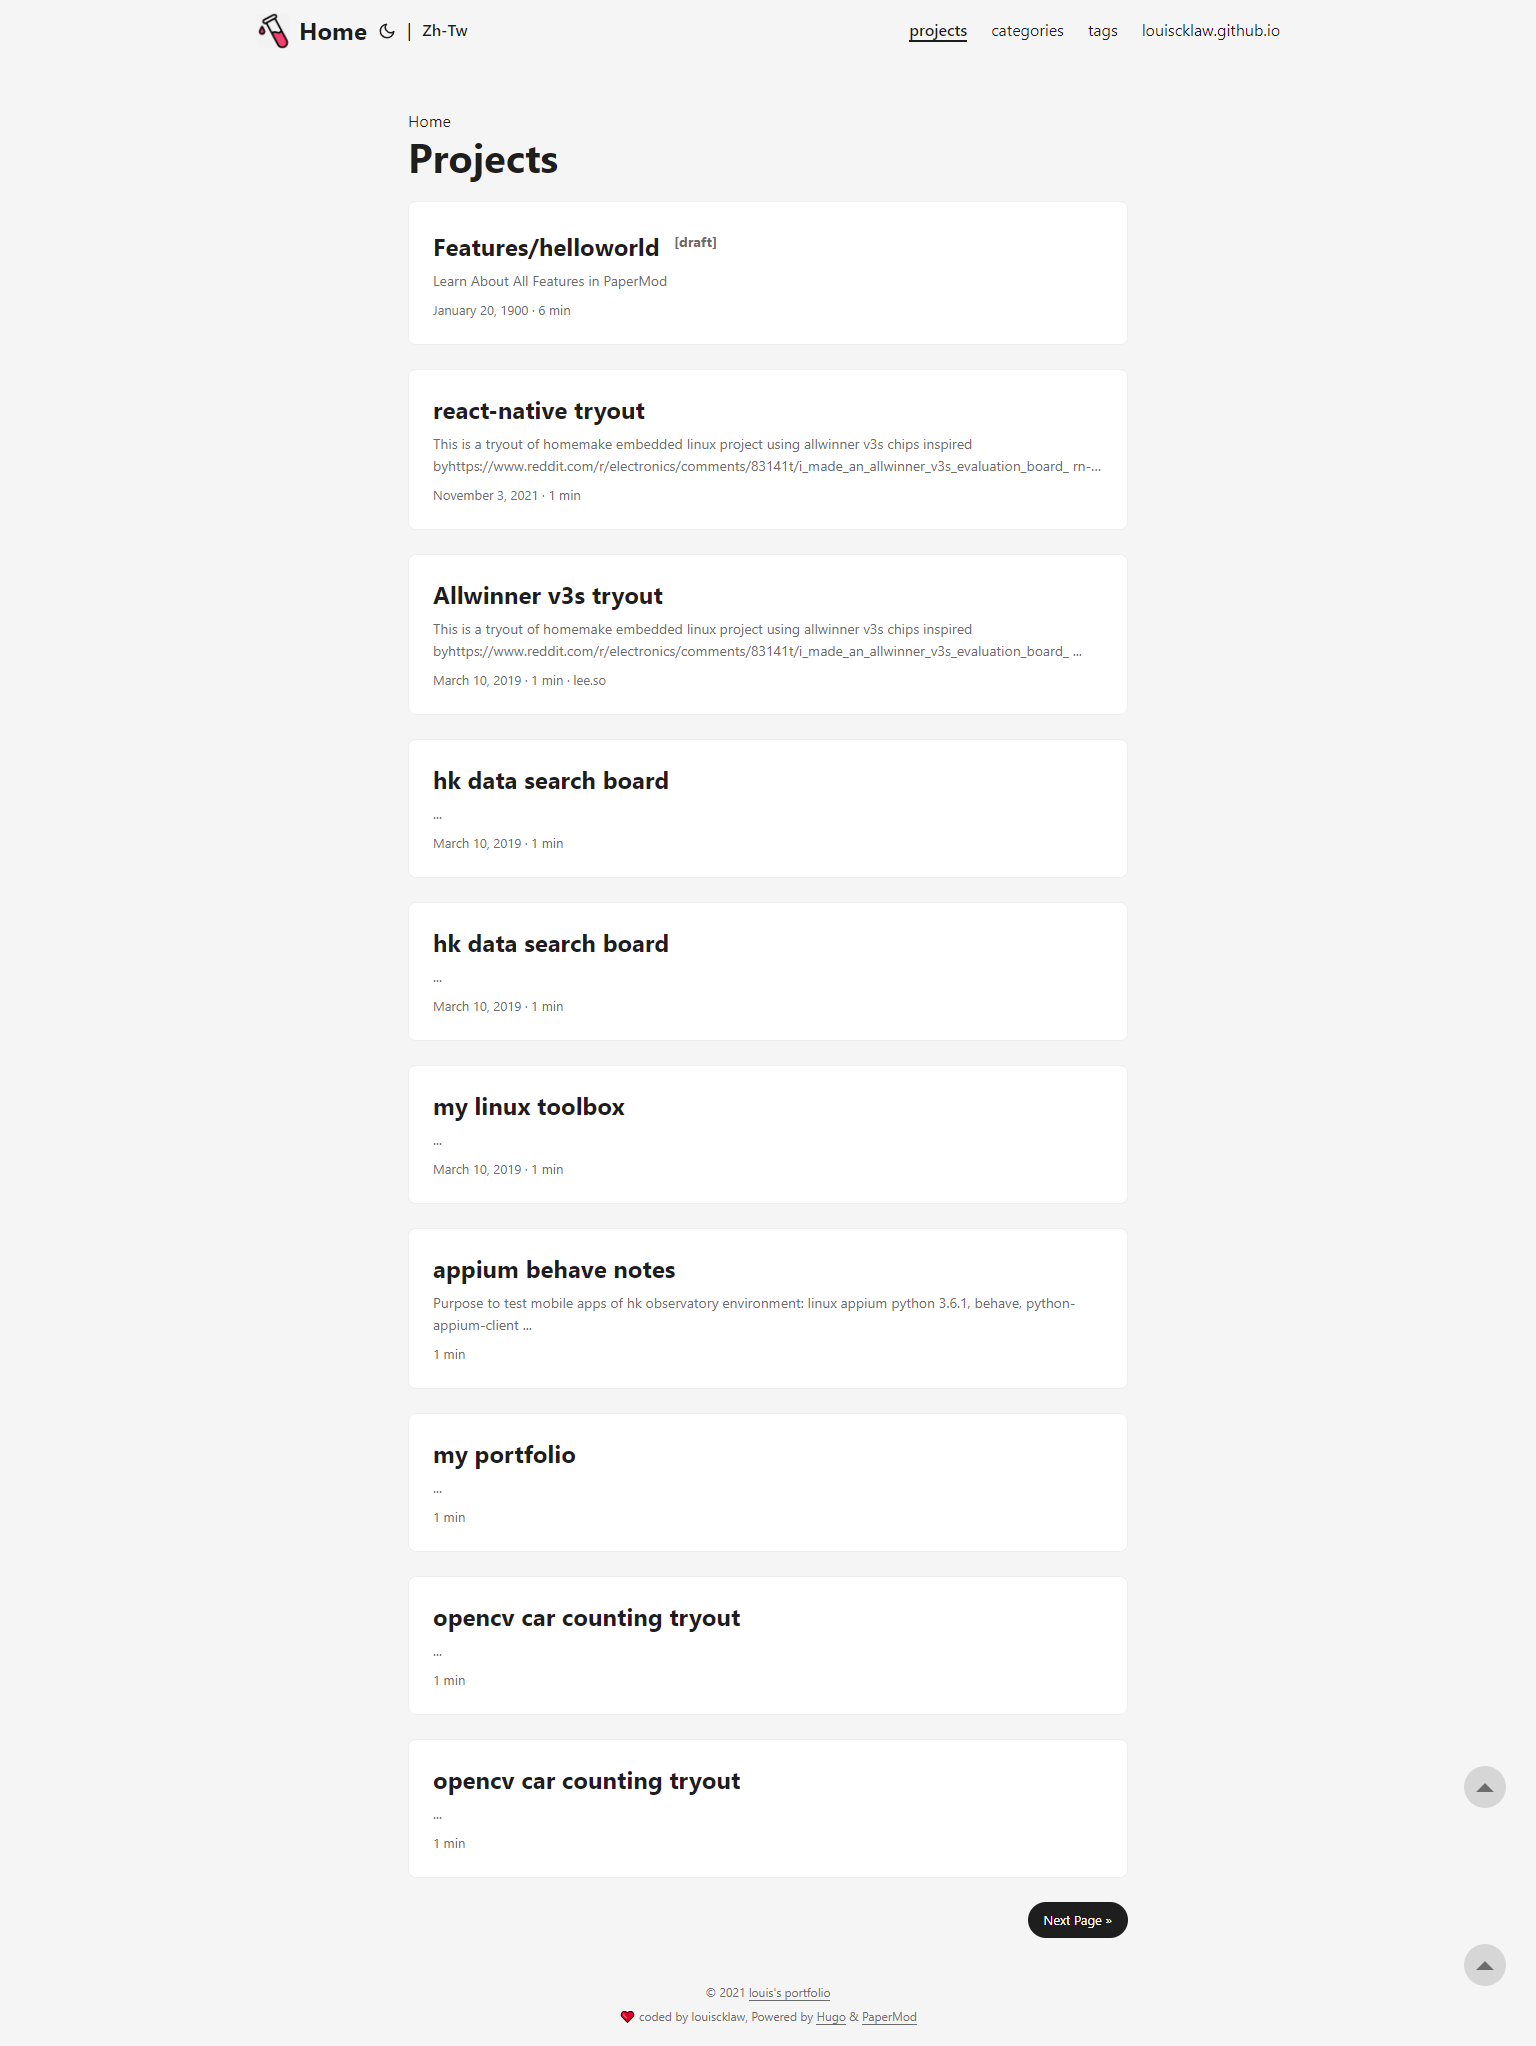 Home | Zh-Tw
projects categories tags louiscklaw.github.io
Home
Projects
Features/helloworld [draft]
Learn About All Features in PaperMod
January 20, 1900 · 6 min
react-native tryout
This is a tryout of homemake embedded linux project using allwinner v3s chips inspired
byhttps://www.reddit.com/r/electronics/comments/83141t/i_made_an_allwinner_v3s_evaluation_board_ rn-...
November 3, 2021 · 1 min
Allwinner v3s tryout
This is a tryout of homemake embedded linux project using allwinner v3s chips inspired
byhttps://www.reddit.com/r/electronics/comments/83141t/i_made_an_allwinner_v3s_evaluation_board_ ...
March 10, 2019 · 1 min · lee.so
hk data search board
...
March 10, 2019 · 1 min
hk data search board
...
March 10, 2019 · 1 min
my linux toolbox
...
March 10, 2019 · 1 min
appium behave notes
Purpose to test mobile apps of hk observatory environment: linux appium python 3.6.1, behave, python-
appium-client ...
1 min
my portfolio
...
1 min
opencv car counting tryout
...
1 min
opencv car counting tryout
...
1 min
Next Page »
© 2021 louis's portfolio
coded by louiscklaw, Powered by Hugo & PaperMod